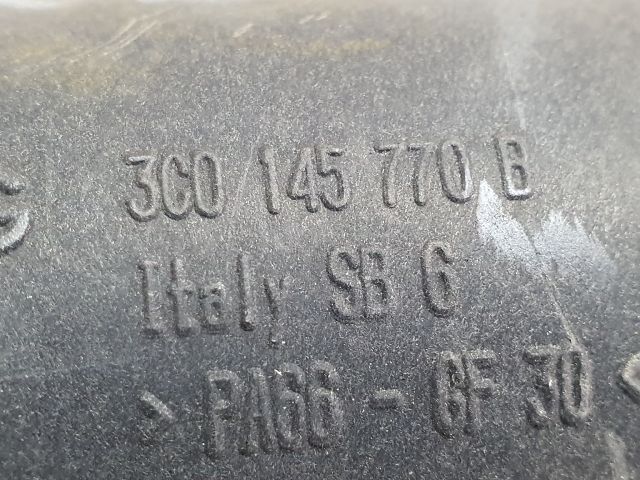 3C0 145 770 B
Italy SB 6
> PA66 - GF 30 <